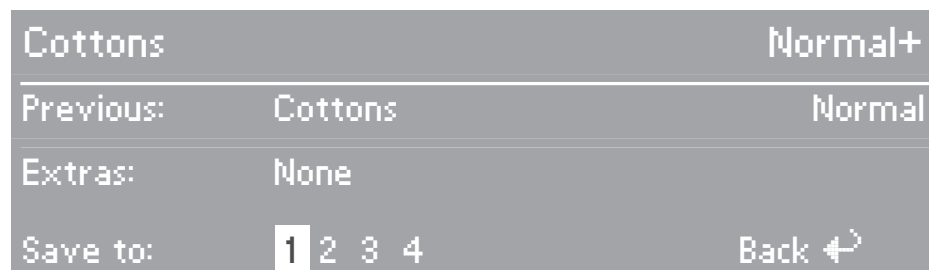 Cottons Normal+
Previous: Cottons Normal
Extras: None
Save to: 1 2 3 4 Back ↵